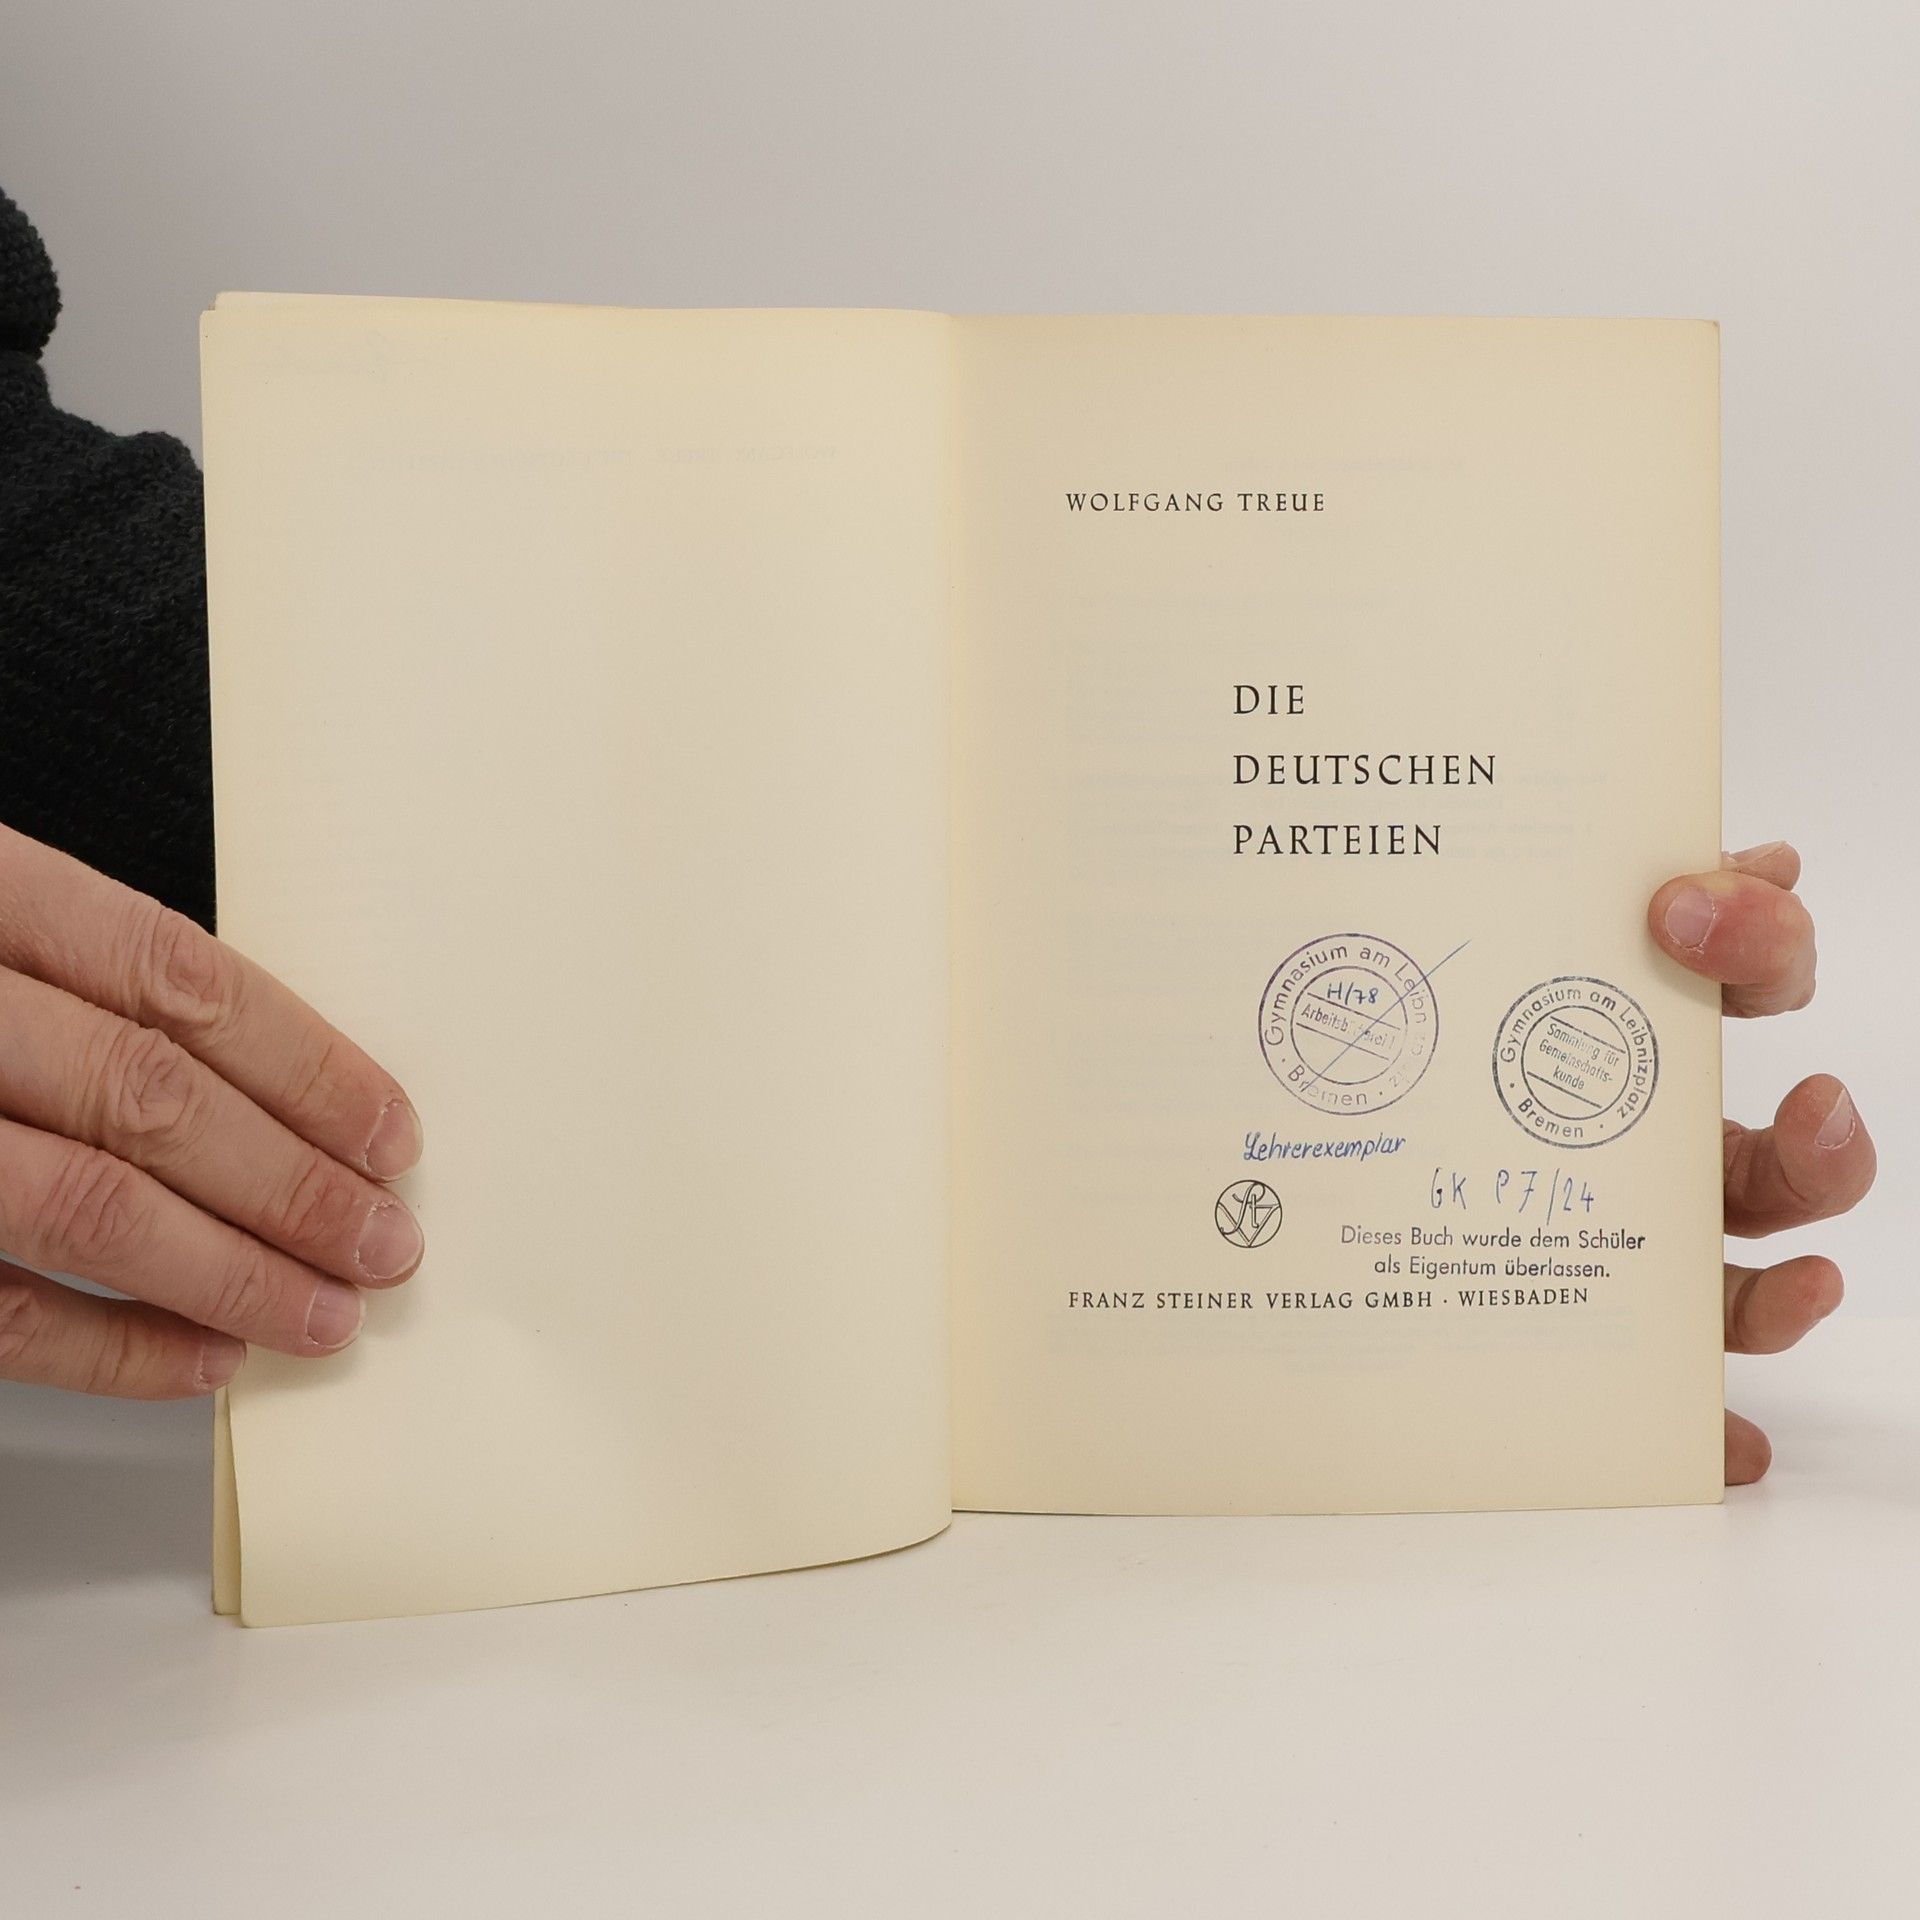 WOLFGANG TREUE
DIE
DEUTSCHEN
PARTEIEN
Gymnasium am Leibnizplatz
H/78
Arbeitsbücherei I
Bremen
Gymnasium am Leibnizplatz
Sammlung für
Gemeinschafts-
kunde
Bremen
Lehrerexemplar
GK P7/24
Dieses Buch wurde dem Schüler
als Eigentum überlassen.
FRANZ STEINER VERLAG GMBH · WIESBADEN